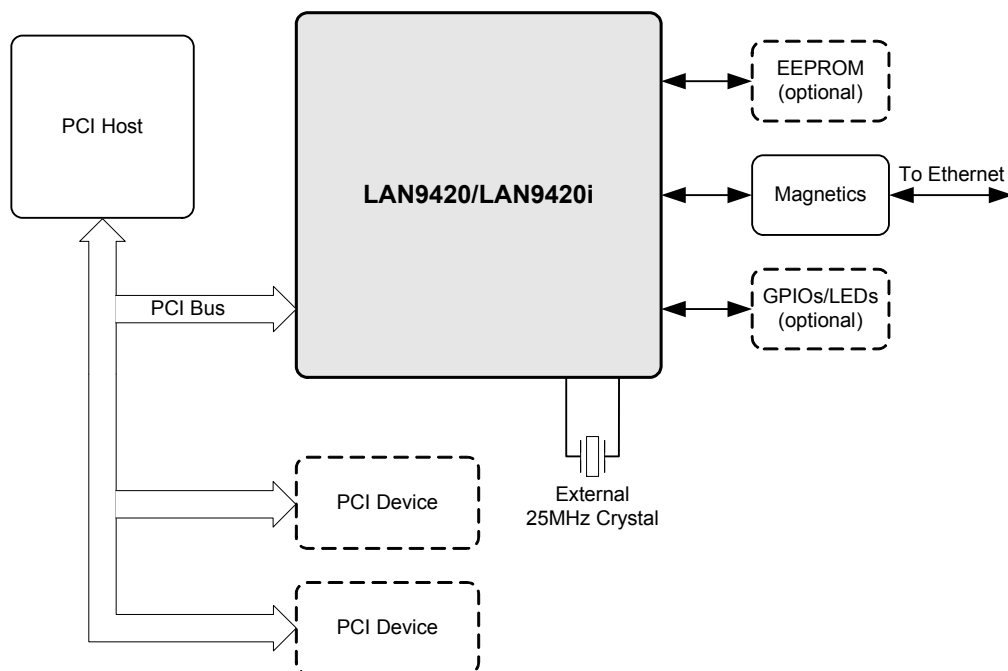 PCI Host
LAN9420/LAN9420i
EEPROM
(optional)
To Ethernet
Magnetics
GPIOs/LEDs
(optional)
PCI Bus
External
25MHz Crystal
PCI Device
PCI Device